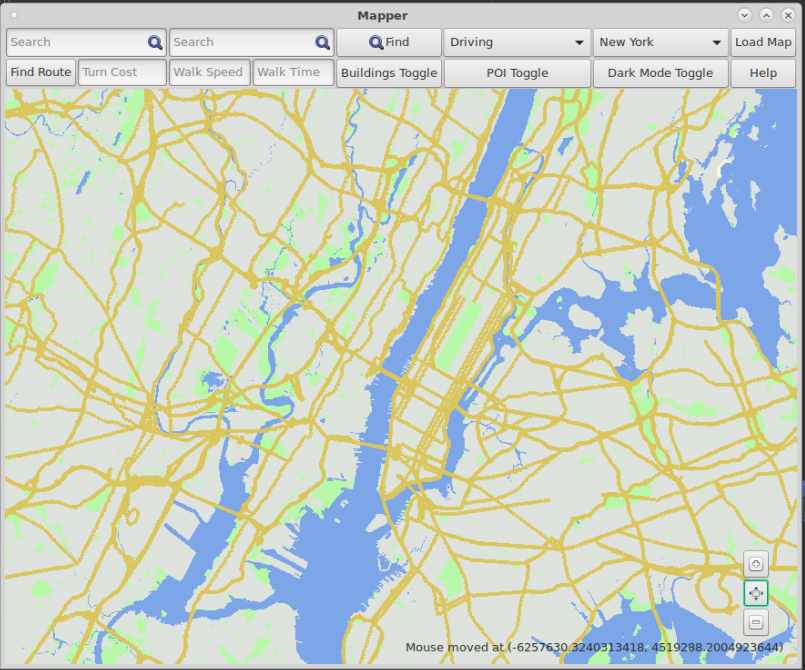 Mapper
Search Search Find Driving New York Load Map
Find Route Turn Cost Walk Speed Walk Time Buildings Toggle POI Toggle Dark Mode Toggle Help
Mouse moved at (-6257630.3240313418, 4519288.2004923644)